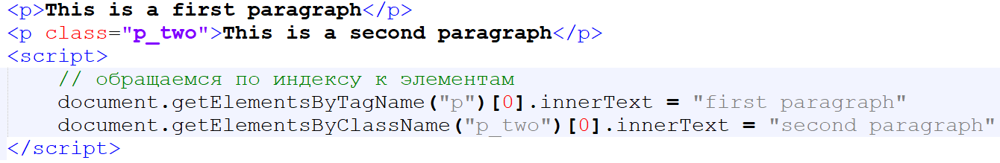 <p>This is a first paragraph</p>
<p class="p_two">This is a second paragraph</p>
<script>
// обращаемся по индексу к элементам
document.getElementsByTagName("p")[0].innerText = "first paragraph"
document.getElementsByClassName("p_two")[0].innerText = "second paragraph"
</script>